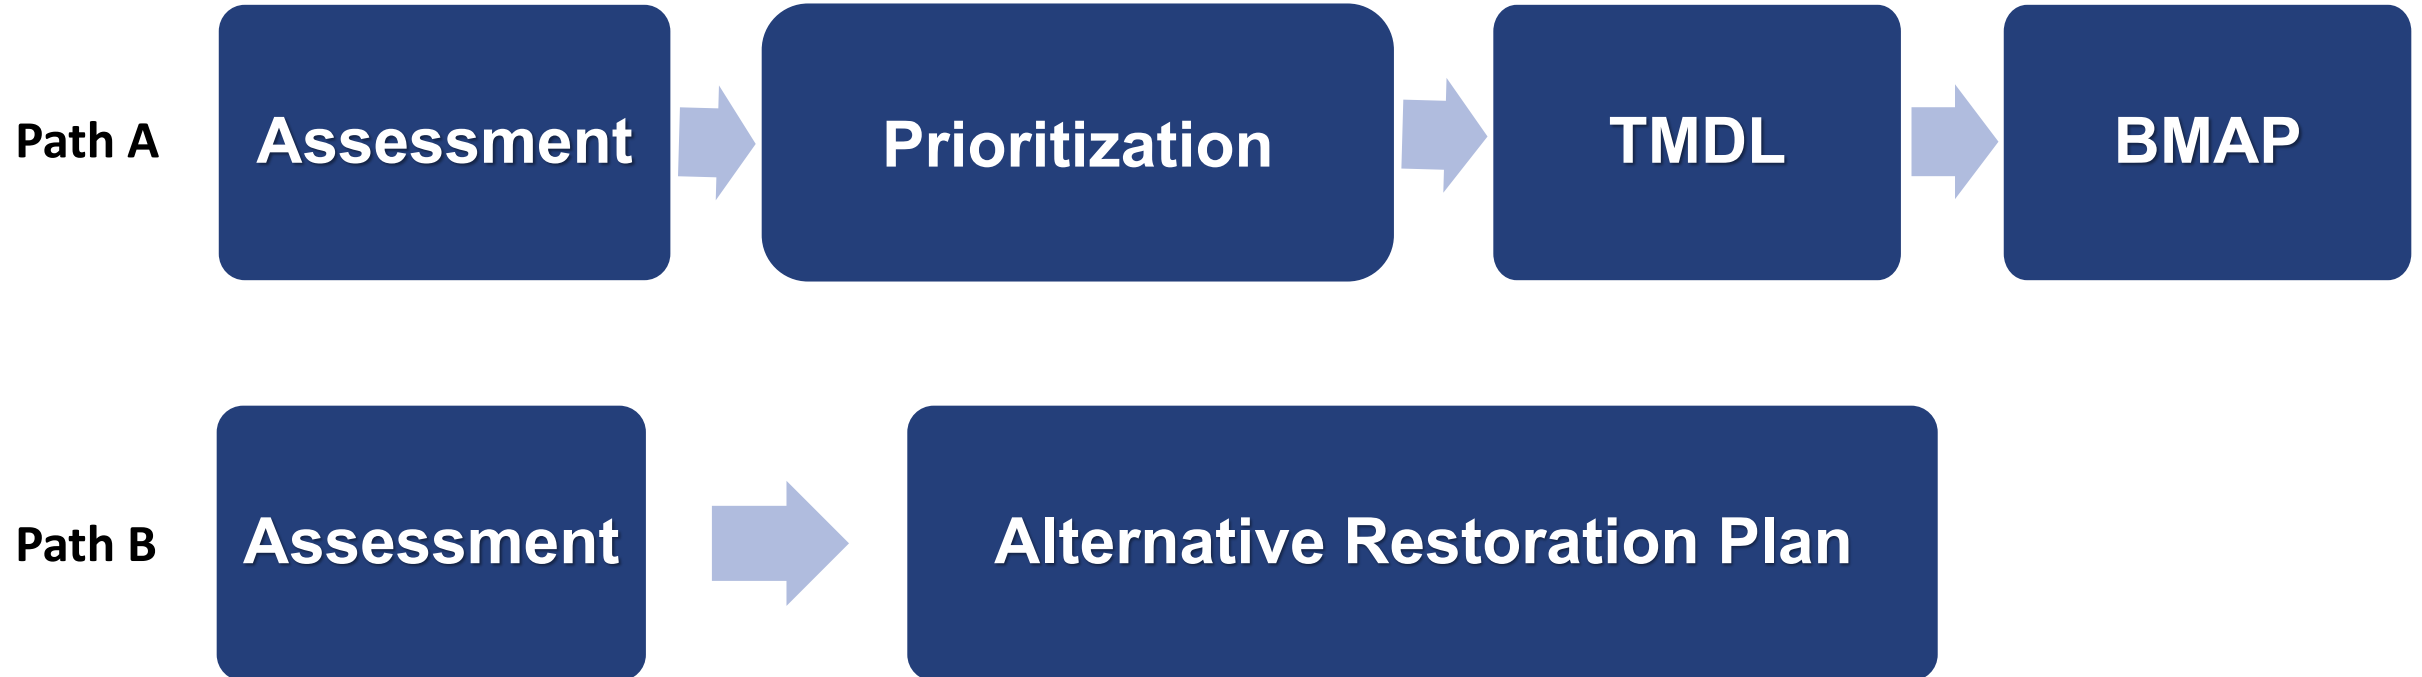 Path A Assessment Prioritization TMDL BMAP
Path B Assessment Alternative Restoration Plan